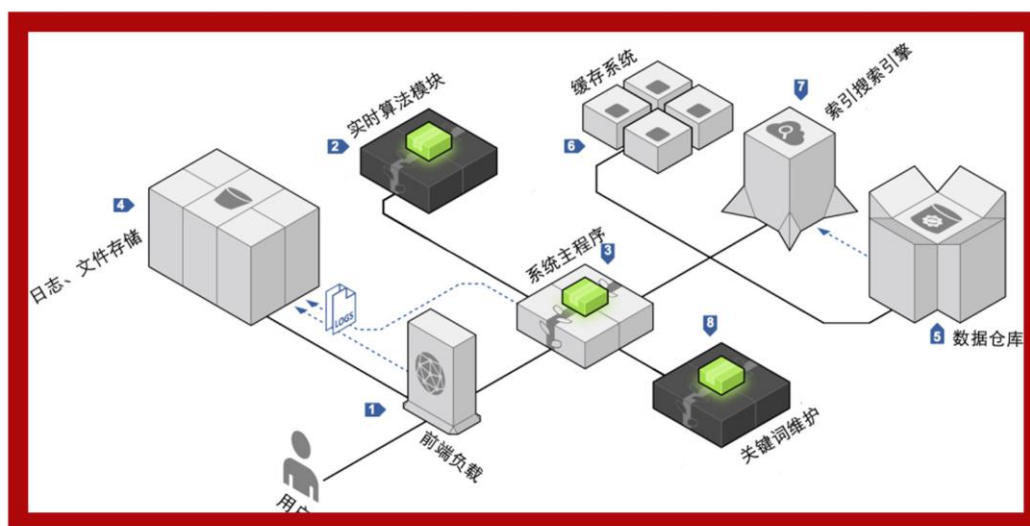 缓存系统
7
索引搜索引擎
实时算法模块
2
6
4
系统主程序
3
日志、文件存储
LOGS
8
5
数据仓库
1
前端负载
关键词维护
用户